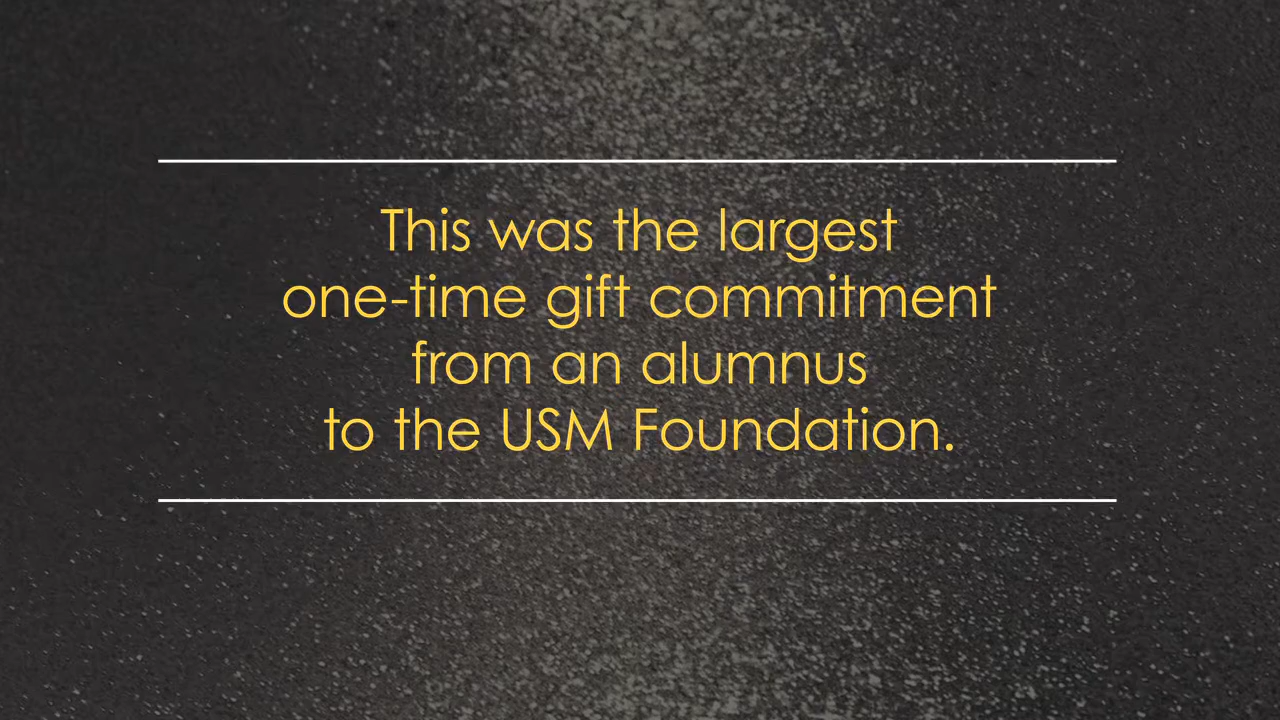 This was the largest
one-time gift commitment
from an alumnus
to the USM Foundation.